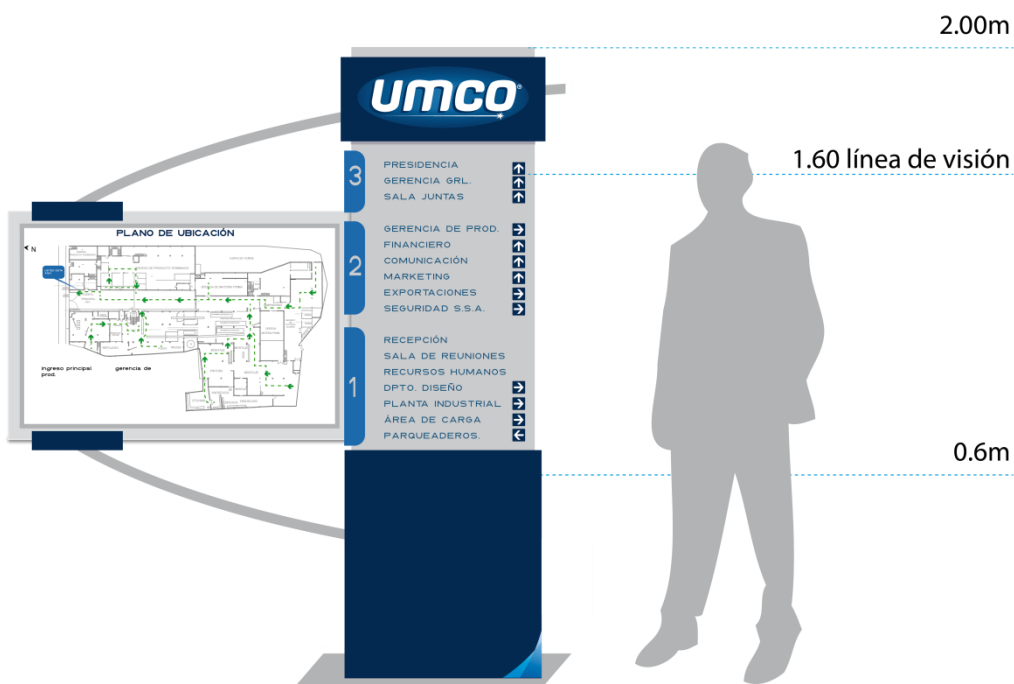 2.00m
umco®
1.60 línea de visión
3
PRESIDENCIA
GERENCIA GRL.
SALA JUNTAS
2
GERENCIA DE PROD.
FINANCIERO
COMUNICACIÓN
MARKETING
EXPORTACIONES
SEGURIDAD S.S.A.
1
RECEPCIÓN
SALA DE REUNIONES
RECURSOS HUMANOS
DPTO. DISEÑO
PLANTA INDUSTRIAL
ÁREA DE CARGA
PARQUEADEROS.
PLANO DE UBICACIÓN
N
ingreso principal gerencia de
prod.
0.6m